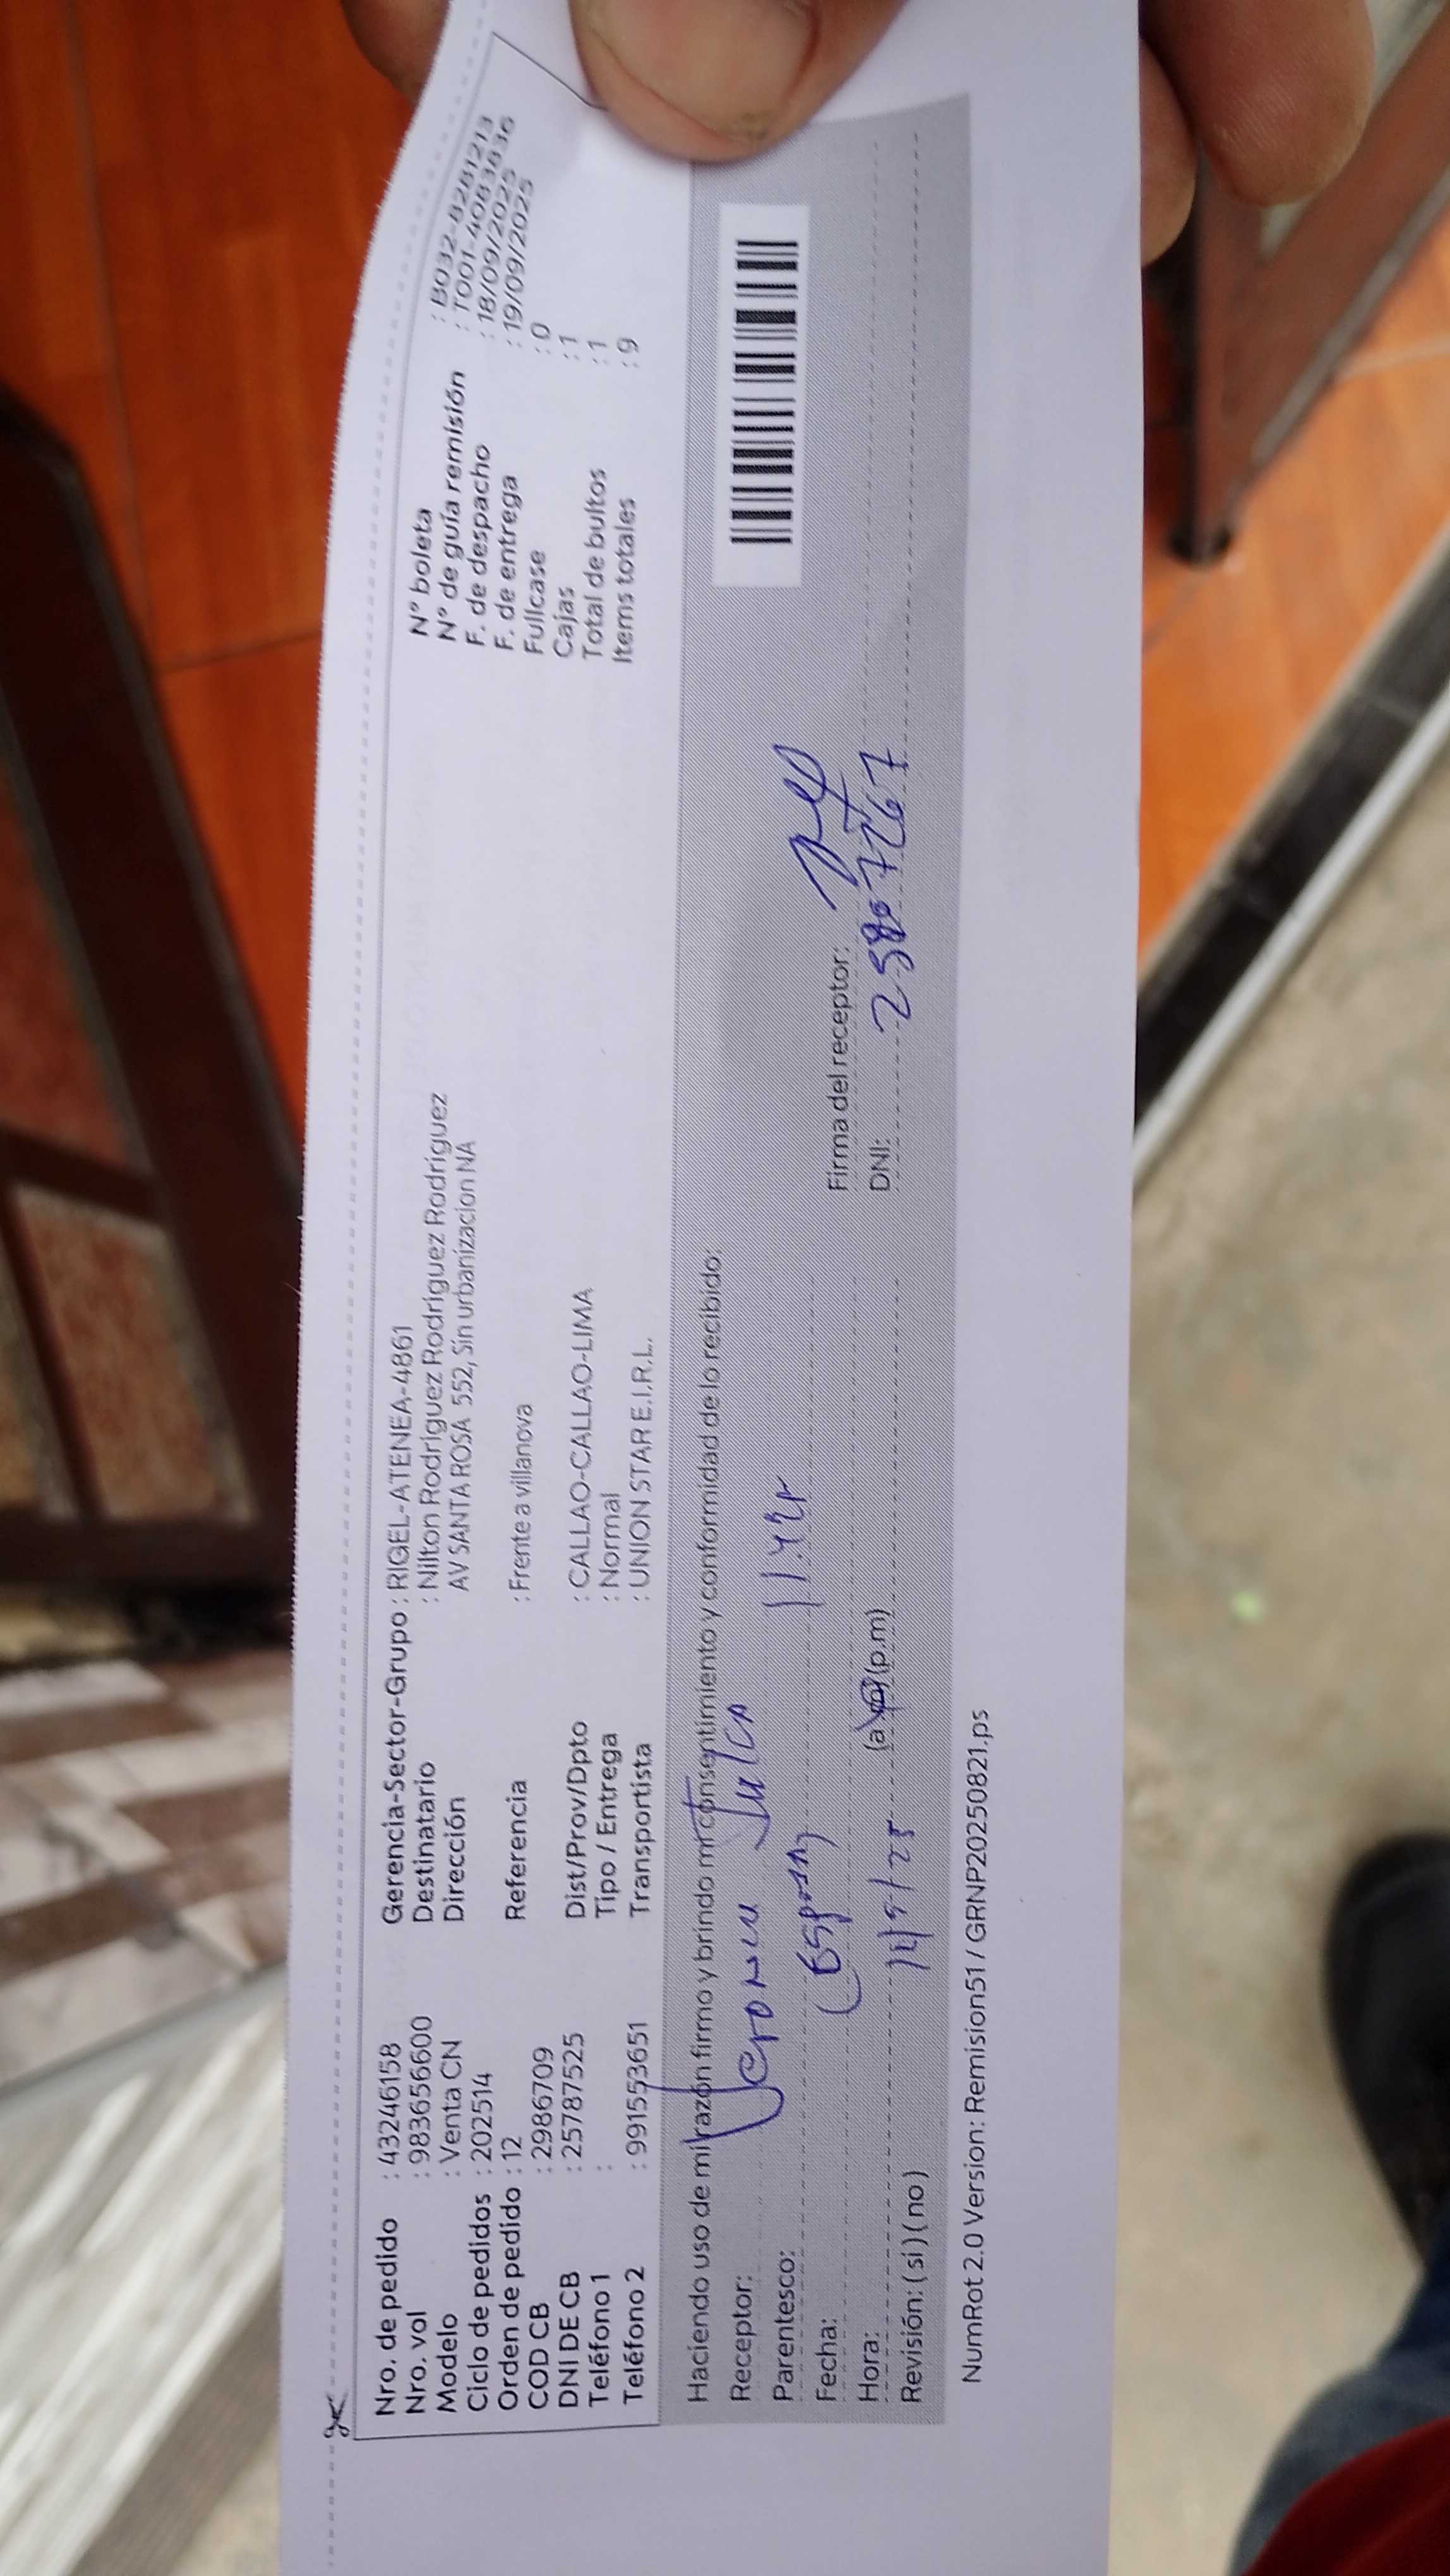 Nro. de pedido : 43246158
Nro. vol : 983656600
Modelo : Venta CN
Ciclo de pedidos : 202514
Orden de pedido : 12
COD CB : 2986709
DNI DE CB : 25787525
Teléfono 1 :
Teléfono 2 : 991553651
Gerencia-Sector-Grupo : RIGEL-ATENEA-4861
Destinatario : Nilton Rodriguez Rodriguez Rodriguez Rodriguez
Dirección AV SANTA ROSA 552, Sin urbanizacion NA
Referencia : Frente a villanova
Dist/Prov/Dpto : CALLAO-CALLAO-LIMA
Tipo / Entrega : Normal
Transportista : UNION STAR E.I.R.L.
N° boleta : B032-8281213
N° de guía remisión : T001-40833836
F. de despacho : 18/09/2025
F. de entrega : 19/09/2025
Fullcase : 0
Cajas : 1
Total de bultos : 1
Items totales : 9
Haciendo uso de mi razón firmo y brindo mi consentimiento y conformidad de lo recibido:
Receptor:
Parentesco:
Fecha:
Hora: (p.m)
Revisión: ( si ) ( no )
Firma del receptor:
DNI:
NumRot 2.0 Version: Remision51 / GRNP20250821.ps